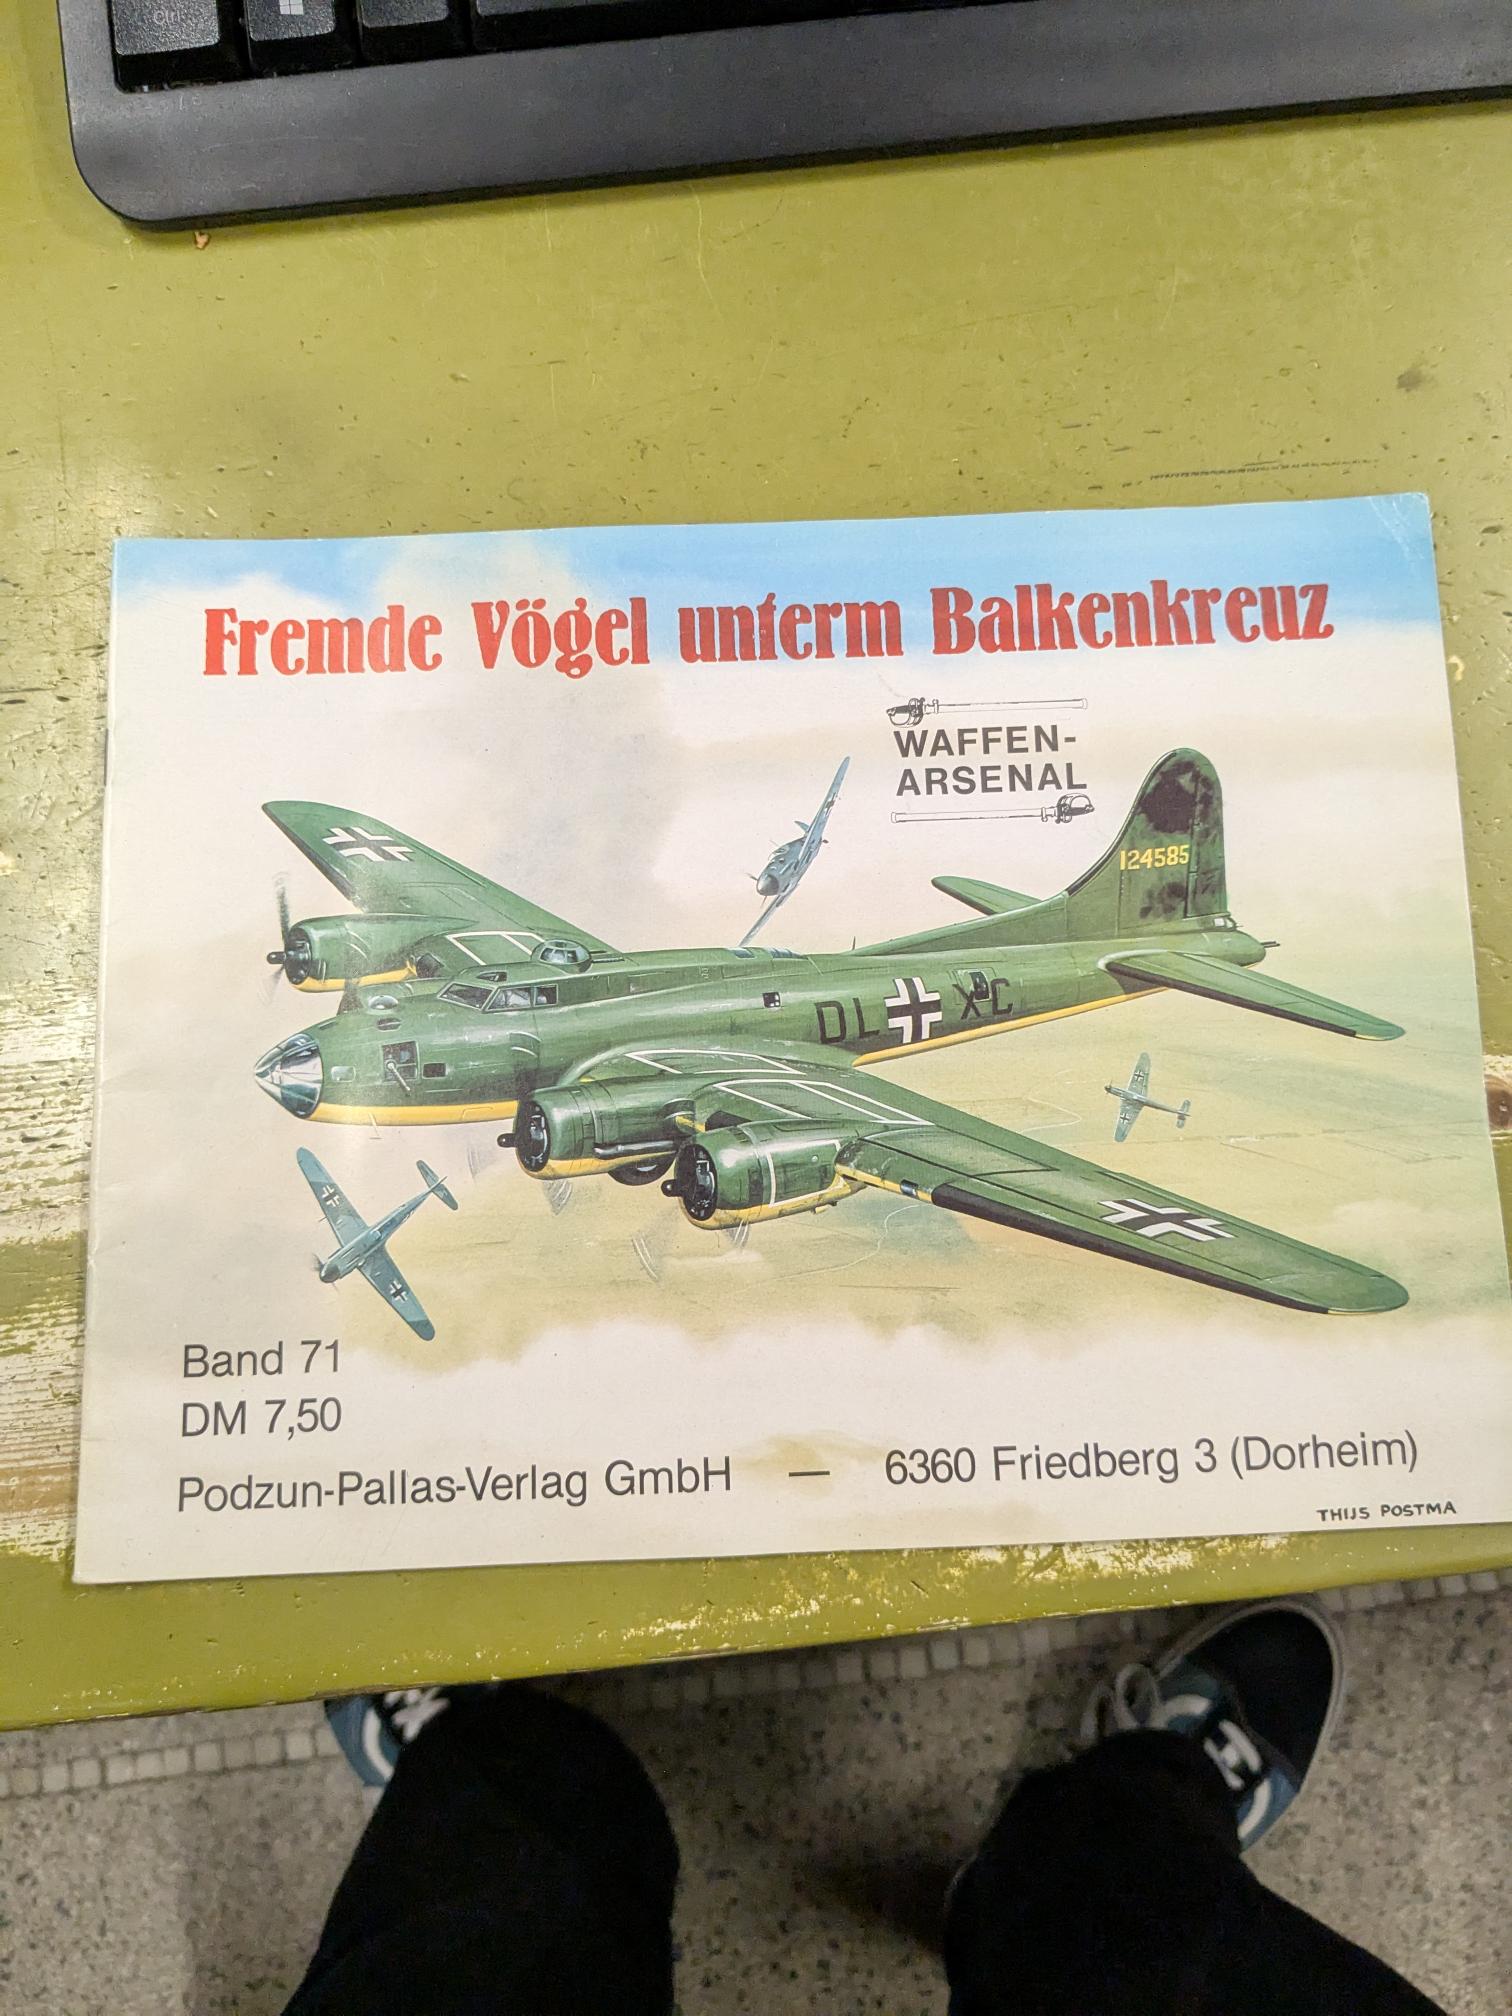 Ctrl
Fremde Vögel unterm Balkenkreuz
WAFFEN-
ARSENAL
124585
DL XC
Band 71
DM 7,50
Podzun-Pallas-Verlag GmbH — 6360 Friedberg 3 (Dorheim)
THIJS POSTMA